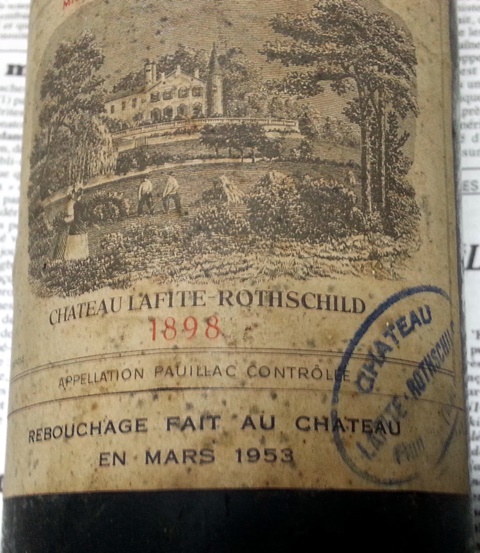 CHATEAU LAFITE-ROTHSCHILD
1898
APPELLATION PAUILLAC CONTRÔLÉE
REBOUCHAGE FAIT AU CHATEAU
EN MARS 1953
CHATEAU
LAFITE-ROTHSCHILD